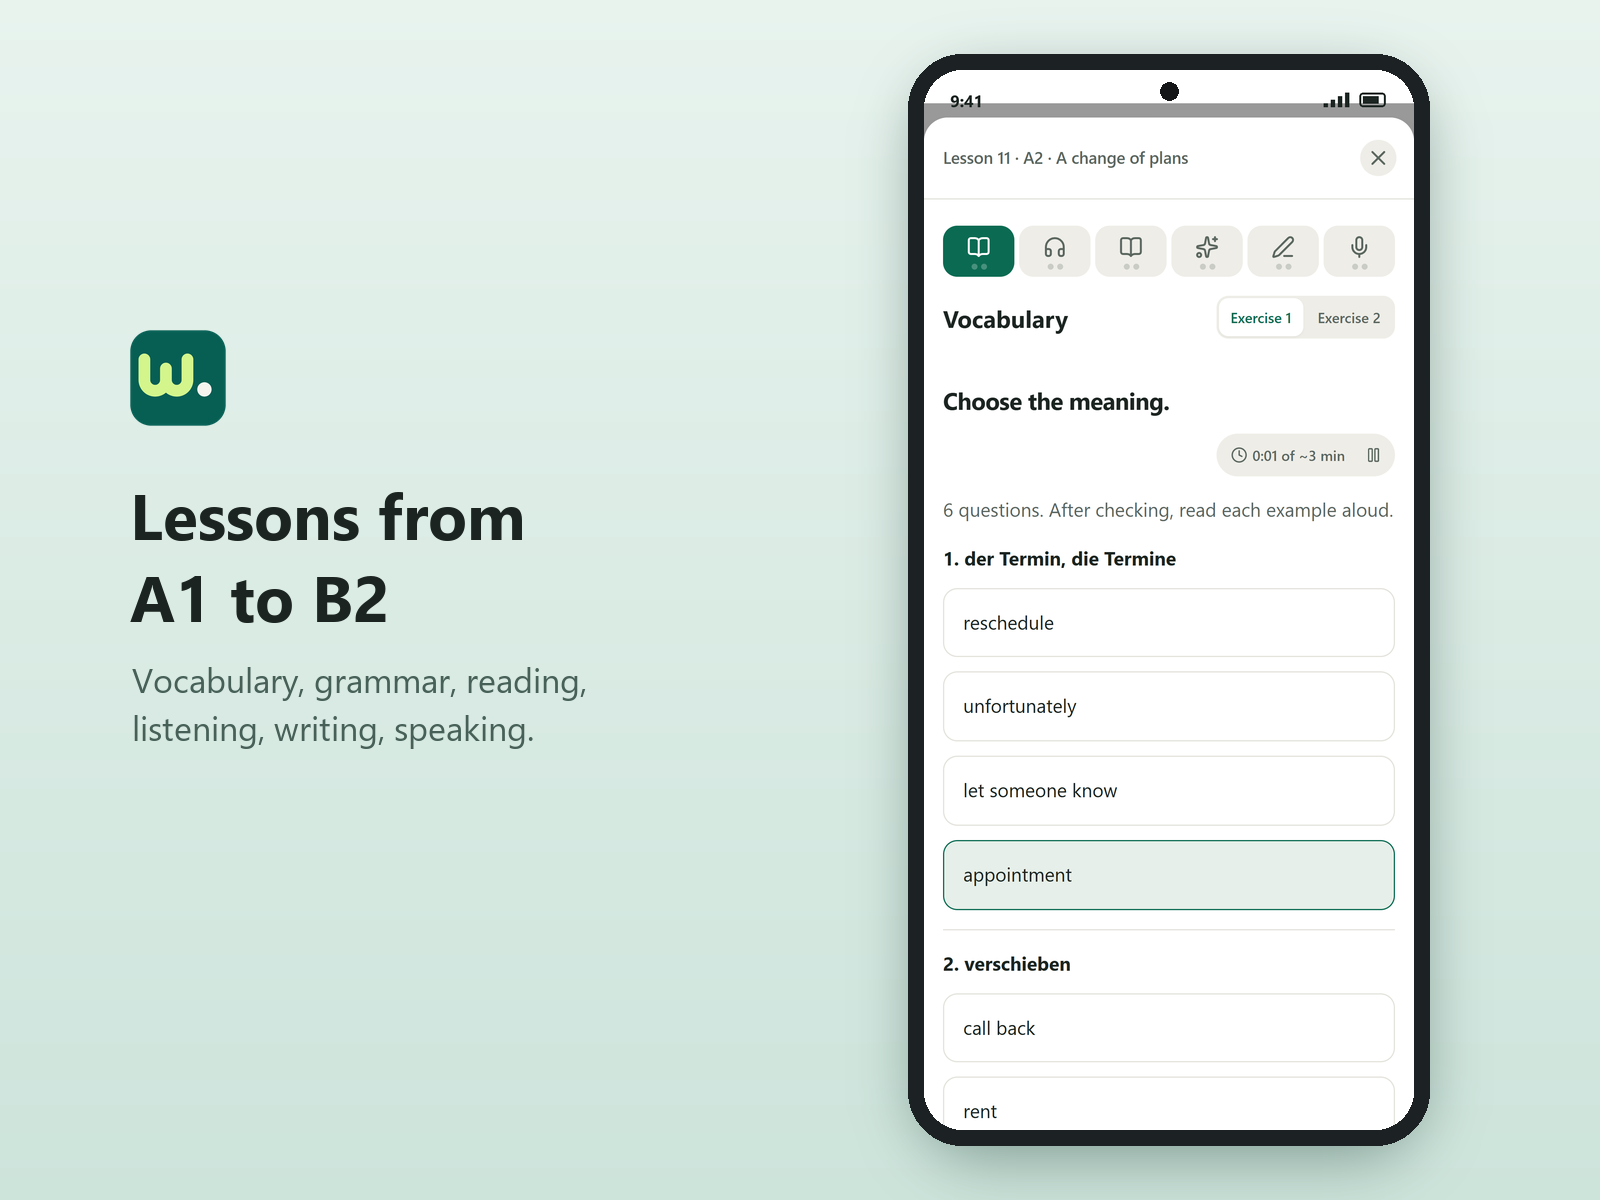 w.
Lessons from
A1 to B2
Vocabulary, grammar, reading,
listening, writing, speaking.
9:41
Lesson 11 · A2 · A change of plans
Vocabulary
Exercise 1
Exercise 2
Choose the meaning.
0:01 of ~3 min
6 questions. After checking, read each example aloud.
1. der Termin, die Termine
reschedule
unfortunately
let someone know
appointment
2. verschieben
call back
rent